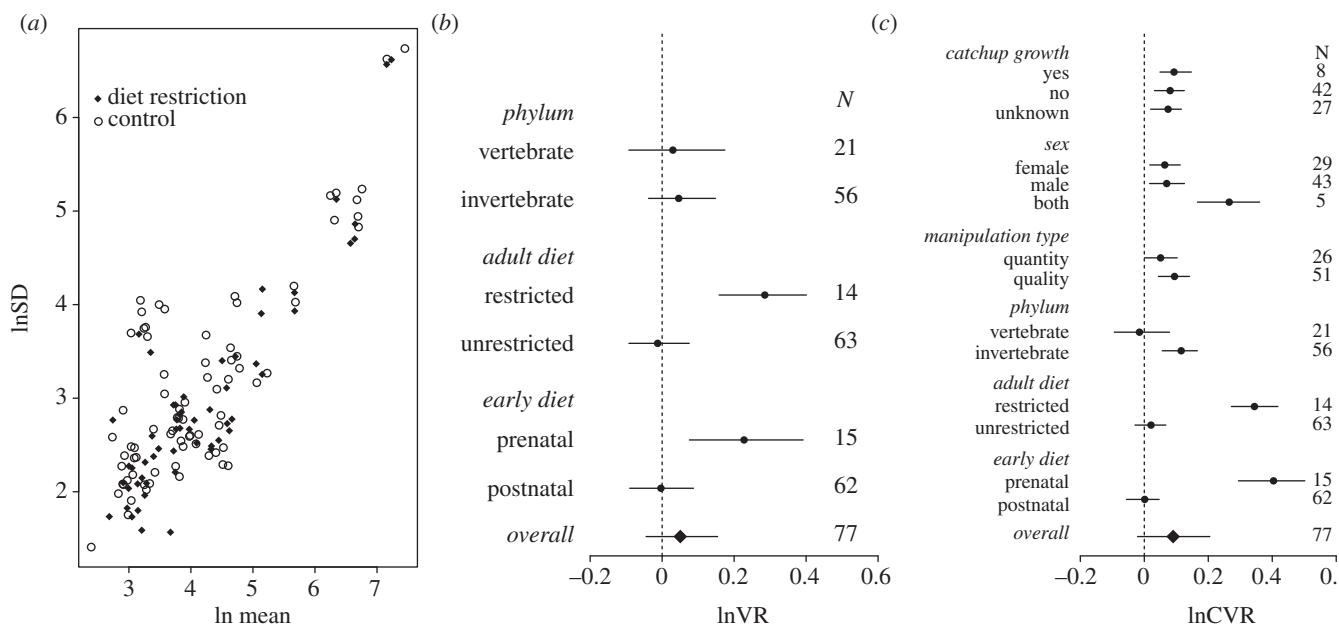 (a)
diet restriction
control
lnSD
6
5
4
3
2
3 4 5 6 7
ln mean
(b)
N
phylum
vertebrate 21
invertebrate 56
adult diet
restricted 14
unrestricted 63
early diet
prenatal 15
postnatal 62
overall 77
–0.2 0 0.2 0.4 0.6
lnVR
(c)
catchup growth N
yes 8
no 42
unknown 27
sex
female 29
male 43
both 5
manipulation type
quantity 26
quality 51
phylum
vertebrate 21
invertebrate 56
adult diet
restricted 14
unrestricted 63
early diet
prenatal 15
postnatal 62
overall 77
–0.2 0 0.2 0.4 0.
lnCVR